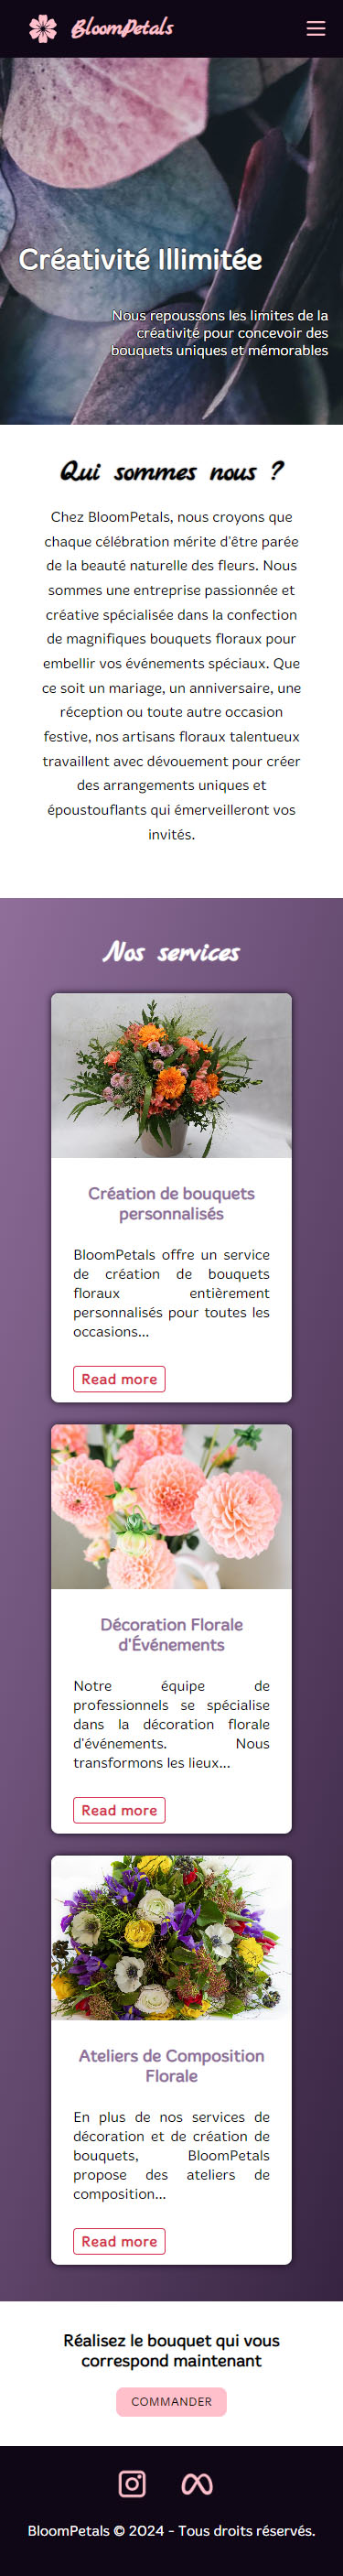 BloomPetals
Créativité Illimitée
Nous repoussons les limites de la
créativité pour concevoir des
bouquets uniques et mémorables
Qui sommes nous ?
Chez BloomPetals, nous croyons que
chaque célébration mérite d'être parée
de la beauté naturelle des fleurs. Nous
sommes une entreprise passionnée et
créative spécialisée dans la confection
de magnifiques bouquets floraux pour
embellir vos événements spéciaux. Que
ce soit un mariage, un anniversaire, une
réception ou toute autre occasion
festive, nos artisans floraux talentueux
travaillent avec dévouement pour créer
des arrangements uniques et
époustouflants qui émerveilleront vos
invités.
Nos services
Création de bouquets
personnalisés
BloomPetals offre un service
de création de bouquets
floraux entièrement
personnalisés pour toutes les
occasions...
Read more
Décoration Florale
d'Événements
Notre équipe de
professionnels se spécialise
dans la décoration florale
d'événements. Nous
transformons les lieux...
Read more
Ateliers de Composition
Florale
En plus de nos services de
décoration et de création de
bouquets, BloomPetals
propose des ateliers de
composition...
Read more
Réalisez le bouquet qui vous
correspond maintenant
COMMANDER
BloomPetals © 2024 - Tous droits réservés.